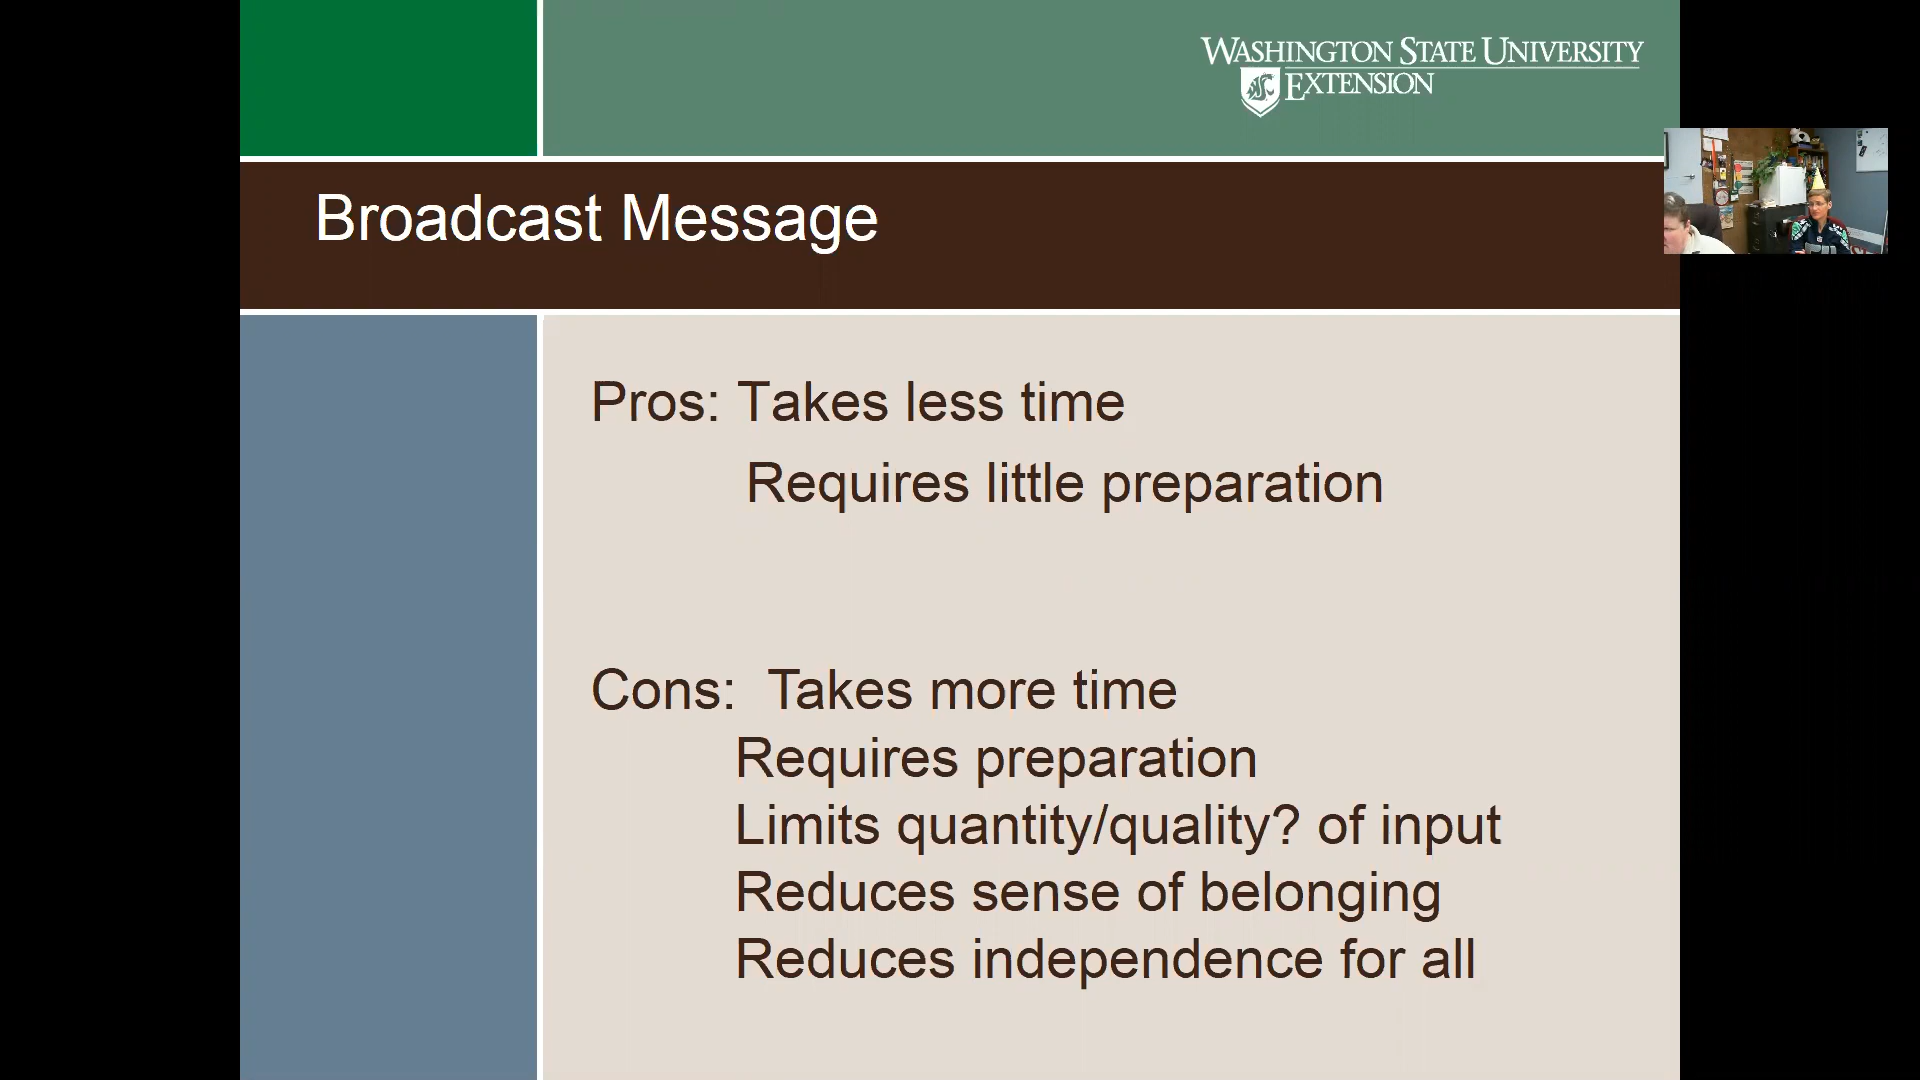 WASHINGTON STATE UNIVERSITY
EXTENSION
Broadcast Message
Pros: Takes less time
Requires little preparation
Cons: Takes more time
Requires preparation
Limits quantity/quality? of input
Reduces sense of belonging
Reduces independence for all